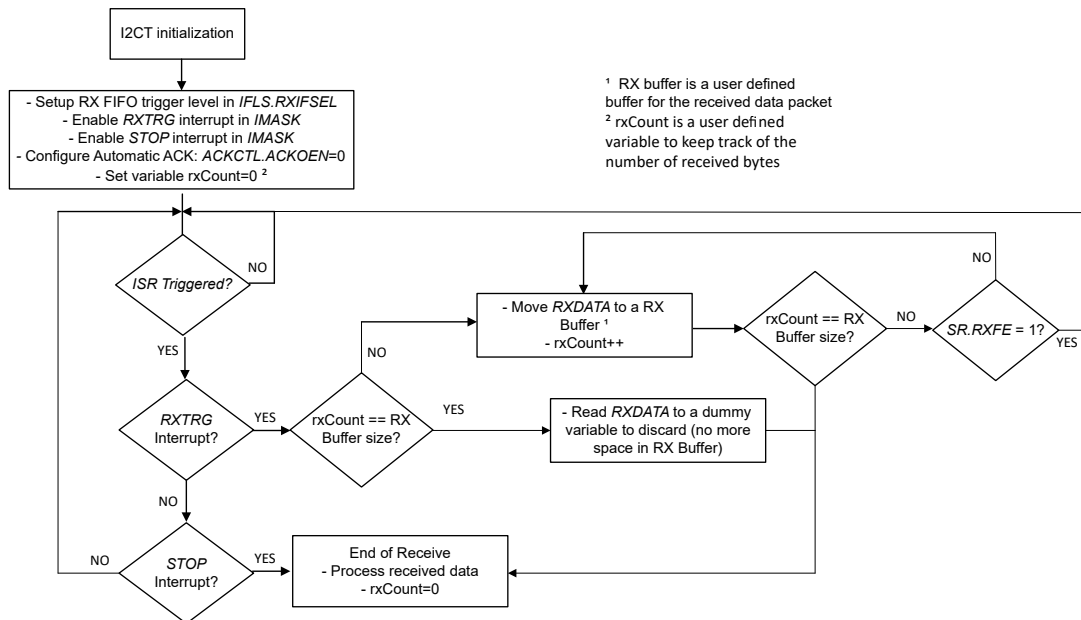 I2CT initialization
- Setup RX FIFO trigger level in IFLS.RXIFSEL
- Enable RXTRG interrupt in IMASK
- Enable STOP interrupt in IMASK
- Configure Automatic ACK: ACKCTL.ACKOEN=0
- Set variable rxCount=0 ²
¹ RX buffer is a user defined
buffer for the received data packet
² rxCount is a user defined
variable to keep track of the
number of received bytes
ISR Triggered?
NO
YES
RXTRG
Interrupt?
YES
NO
rxCount == RX
Buffer size?
NO
YES
- Move RXDATA to a RX
Buffer ¹
- rxCount++
rxCount == RX
Buffer size?
NO
SR.RXFE = 1?
NO
YES
- Read RXDATA to a dummy
variable to discard (no more
space in RX Buffer)
STOP
Interrupt?
NO
YES
End of Receive
- Process received data
- rxCount=0